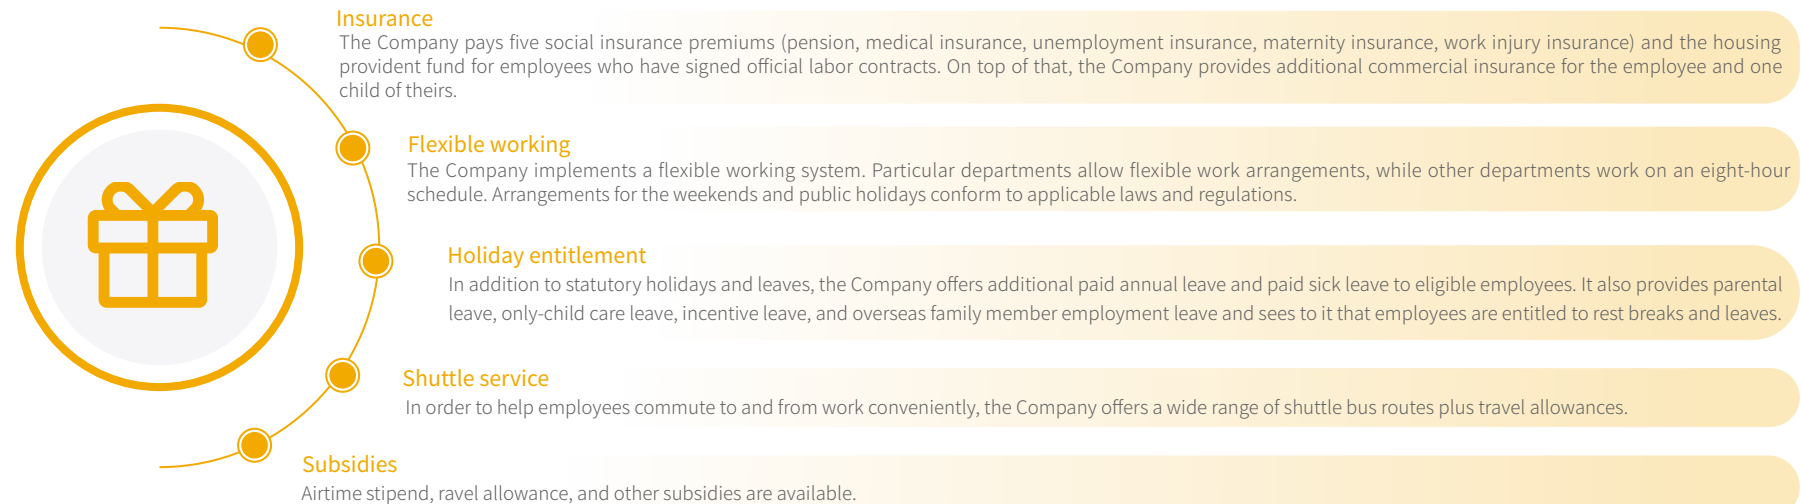 Insurance
The Company pays five social insurance premiums (pension, medical insurance, unemployment insurance, maternity insurance, work injury insurance) and the housing
provident fund for employees who have signed official labor contracts. On top of that, the Company provides additional commercial insurance for the employee and one
child of theirs.
Flexible working
The Company implements a flexible working system. Particular departments allow flexible work arrangements, while other departments work on an eight-hour
schedule. Arrangements for the weekends and public holidays conform to applicable laws and regulations.
Holiday entitlement
In addition to statutory holidays and leaves, the Company offers additional paid annual leave and paid sick leave to eligible employees. It also provides parental
leave, only-child care leave, incentive leave, and overseas family member employment leave and sees to it that employees are entitled to rest breaks and leaves.
Shuttle service
In order to help employees commute to and from work conveniently, the Company offers a wide range of shuttle bus routes plus travel allowances.
Subsidies
Airtime stipend, ravel allowance, and other subsidies are available.